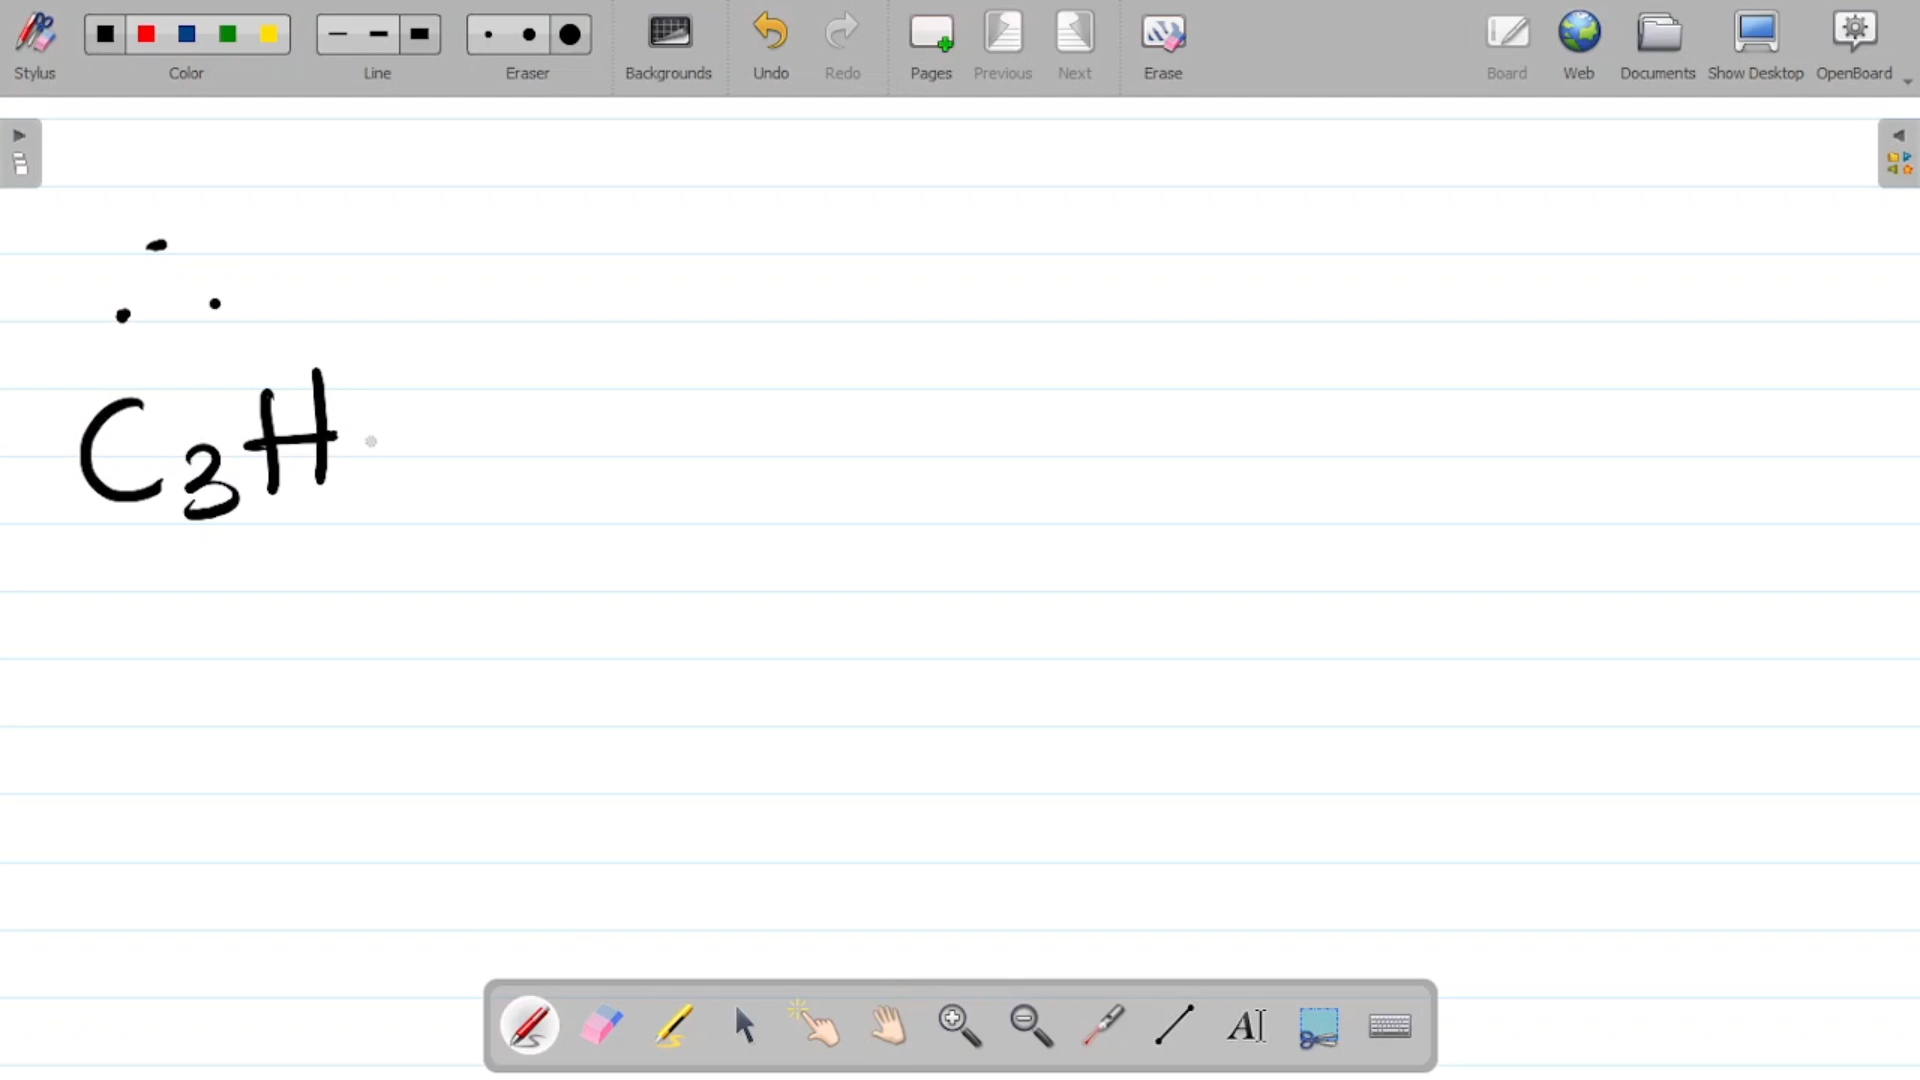 Stylus Color Line Eraser Backgrounds Undo Redo Pages Previous Next Erase Board Web Documents Show Desktop OpenBoard
∴
C₃H